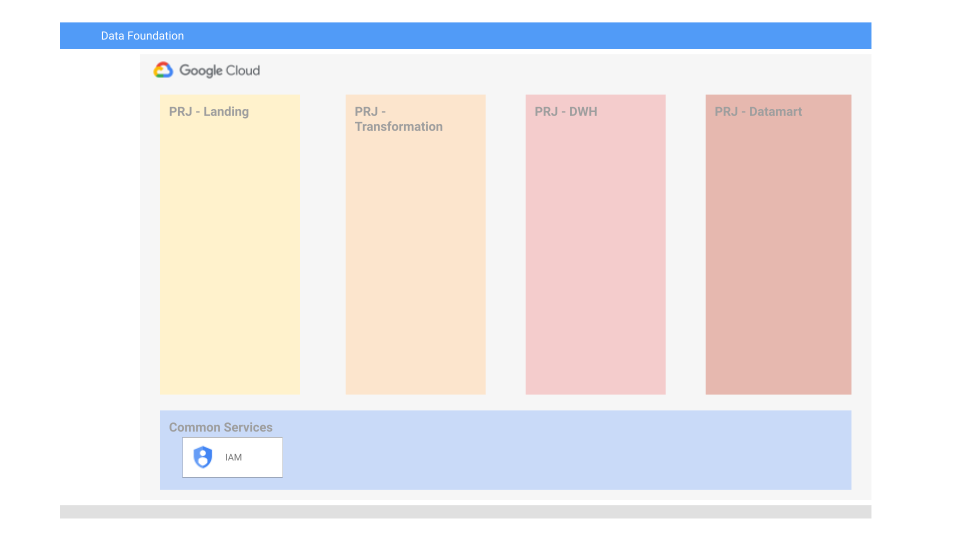 Data Foundation
Google Cloud
PRJ - Landing
PRJ -
Transformation
PRJ - DWH
PRJ - Datamart
Common Services
IAM